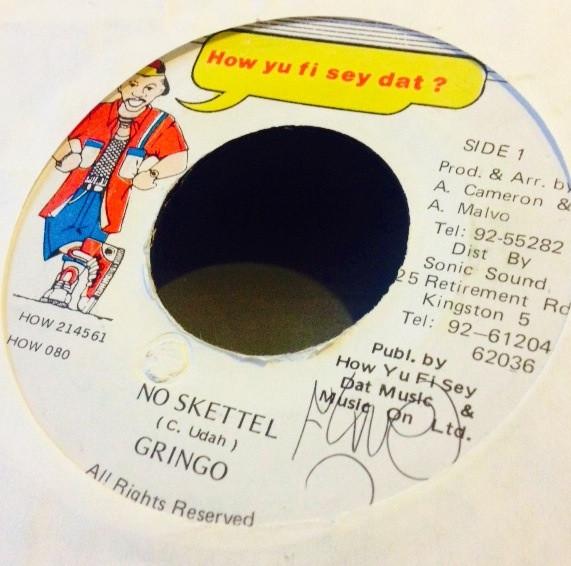 How yu fi sey dat ?
SIDE 1
Prod. & Arr. by
A. Cameron &
A. Malvo
Tel: 92-55282
Dist By
Sonic Sound
25 Retirement Rd
Kingston 5
Tel: 92-61204
62036
Publ. by
How Yu Fi Sey
Dat Music &
Music On Ltd.
HOW 214561
HOW 080
NO SKETTEL
( C. Udah )
GRINGO
All Rights Reserved